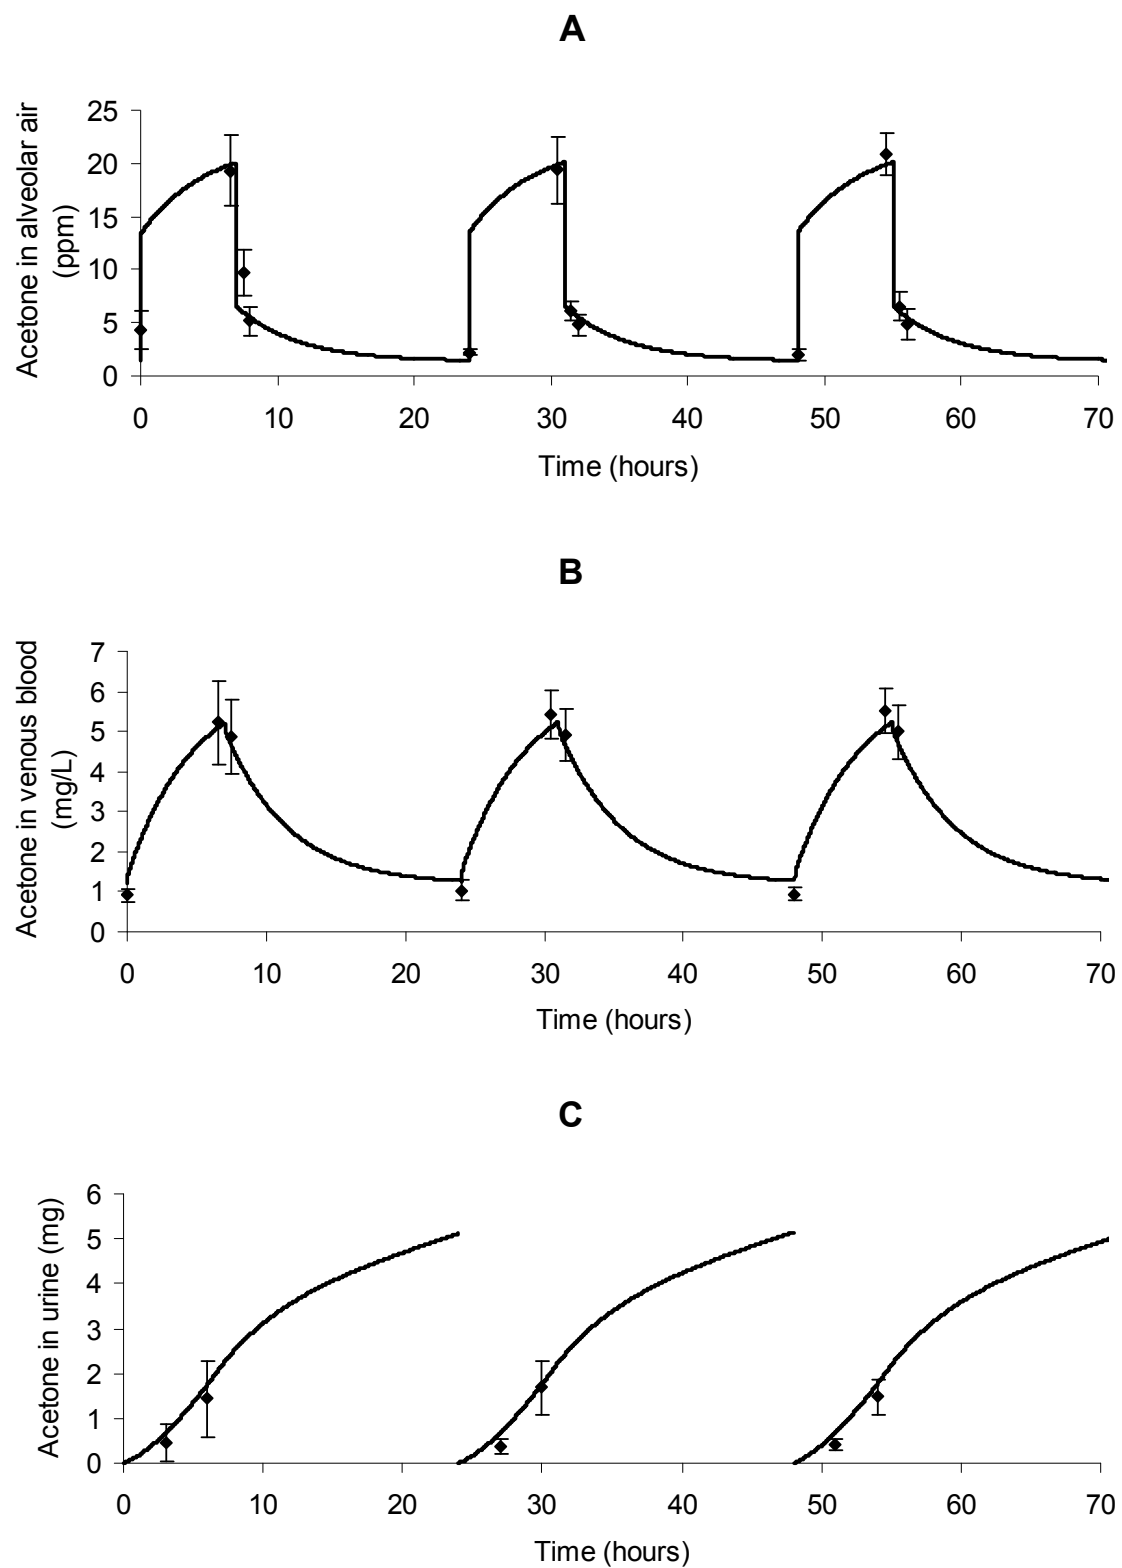 A
Acetone in alveolar air
(ppm)
25
20
15
10
5
0
0 10 20 30 40 50 60 70
Time (hours)
B
Acetone in venous blood
(mg/L)
7
6
5
4
3
2
1
0
0 10 20 30 40 50 60 70
Time (hours)
C
Acetone in urine (mg)
6
5
4
3
2
1
0
0 10 20 30 40 50 60 70
Time (hours)